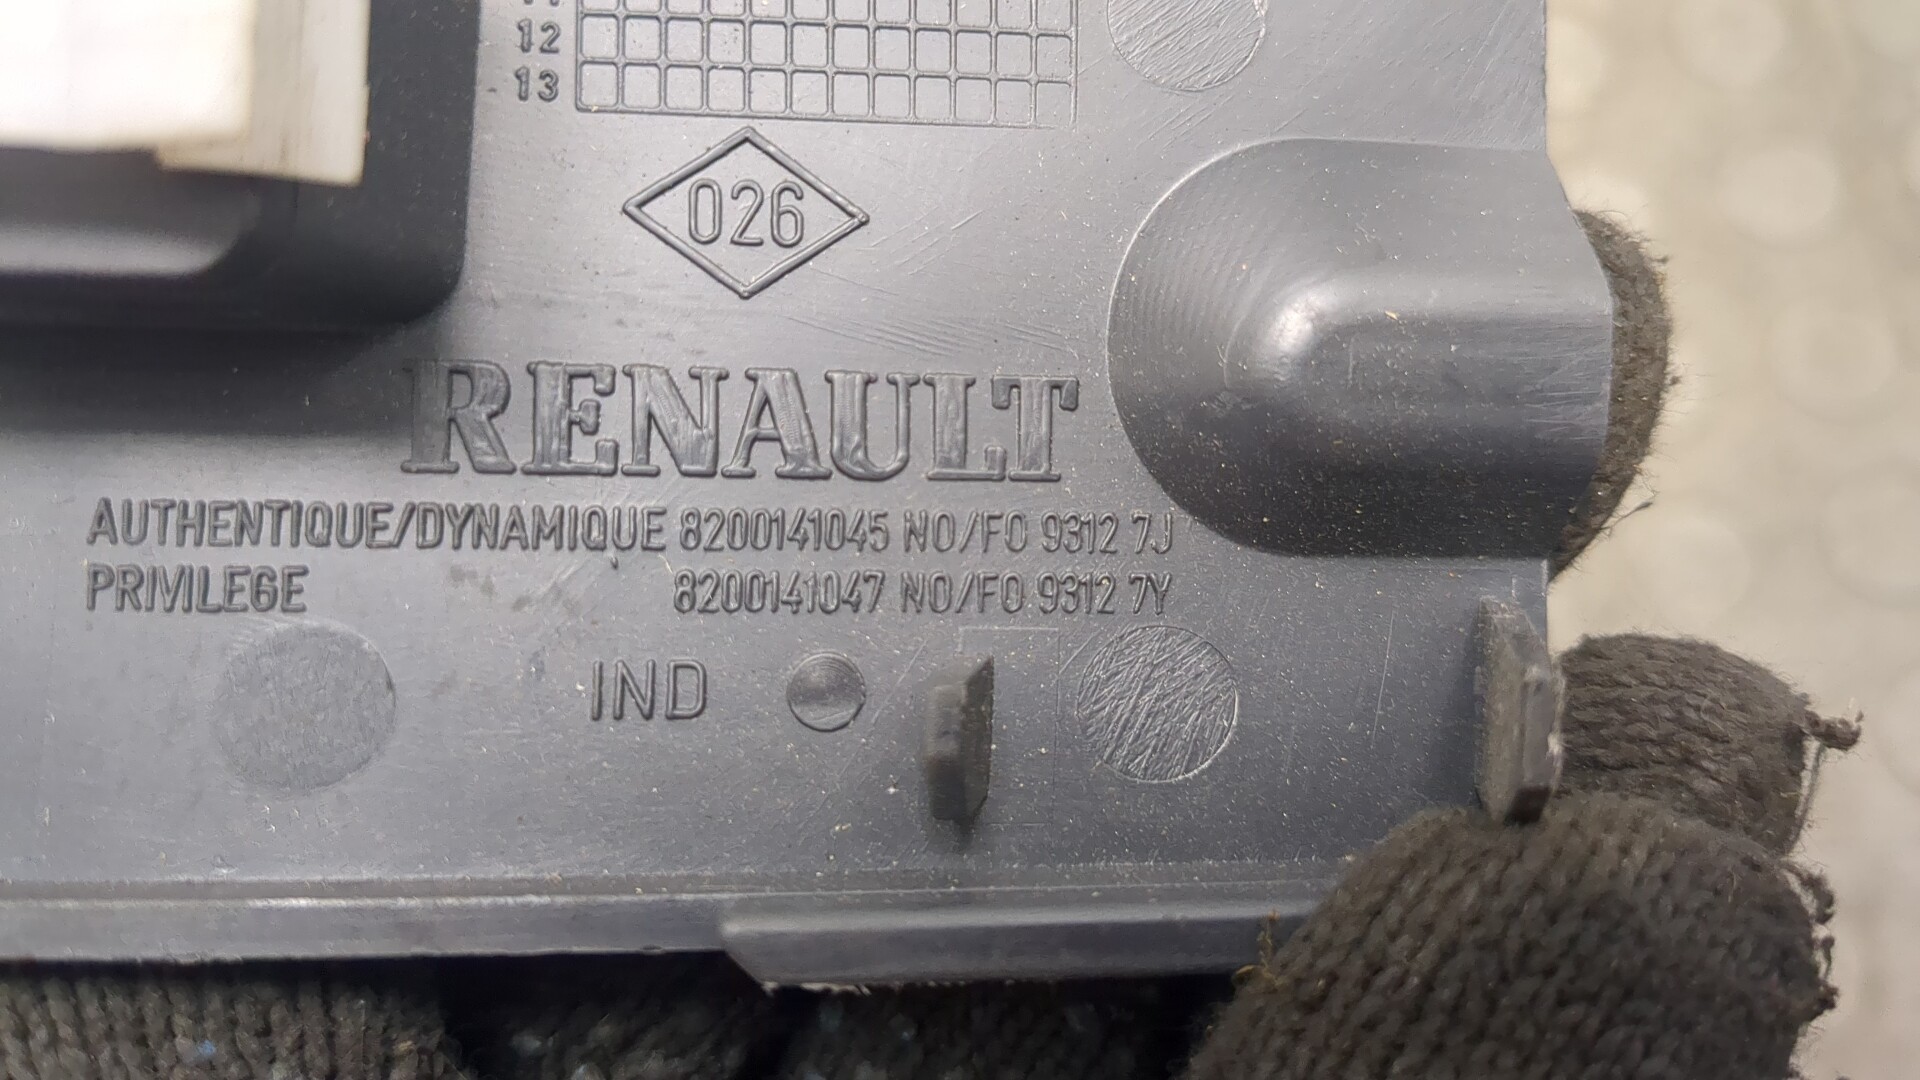 12
13
026
RENAULT
AUTHENTIQUE/DYNAMIQUE 8200141045 NO/FO 9312 7J
PRIVILEGE 8200141047 NO/FO 9312 7Y
IND